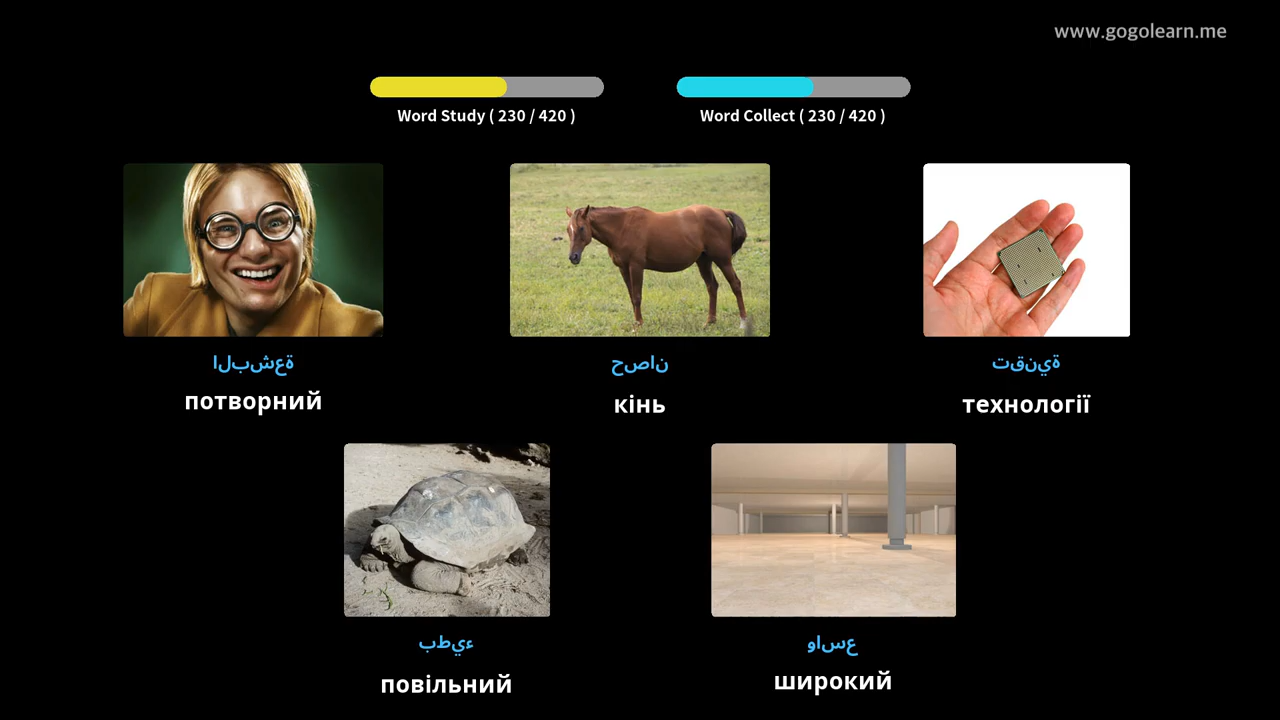 www.gogolearn.me
Word Study ( 230 / 420 )
Word Collect ( 230 / 420 )
البشعة
حصان
تقنية
потворний
кінь
технології
بطيء
واسع
повільний
широкий